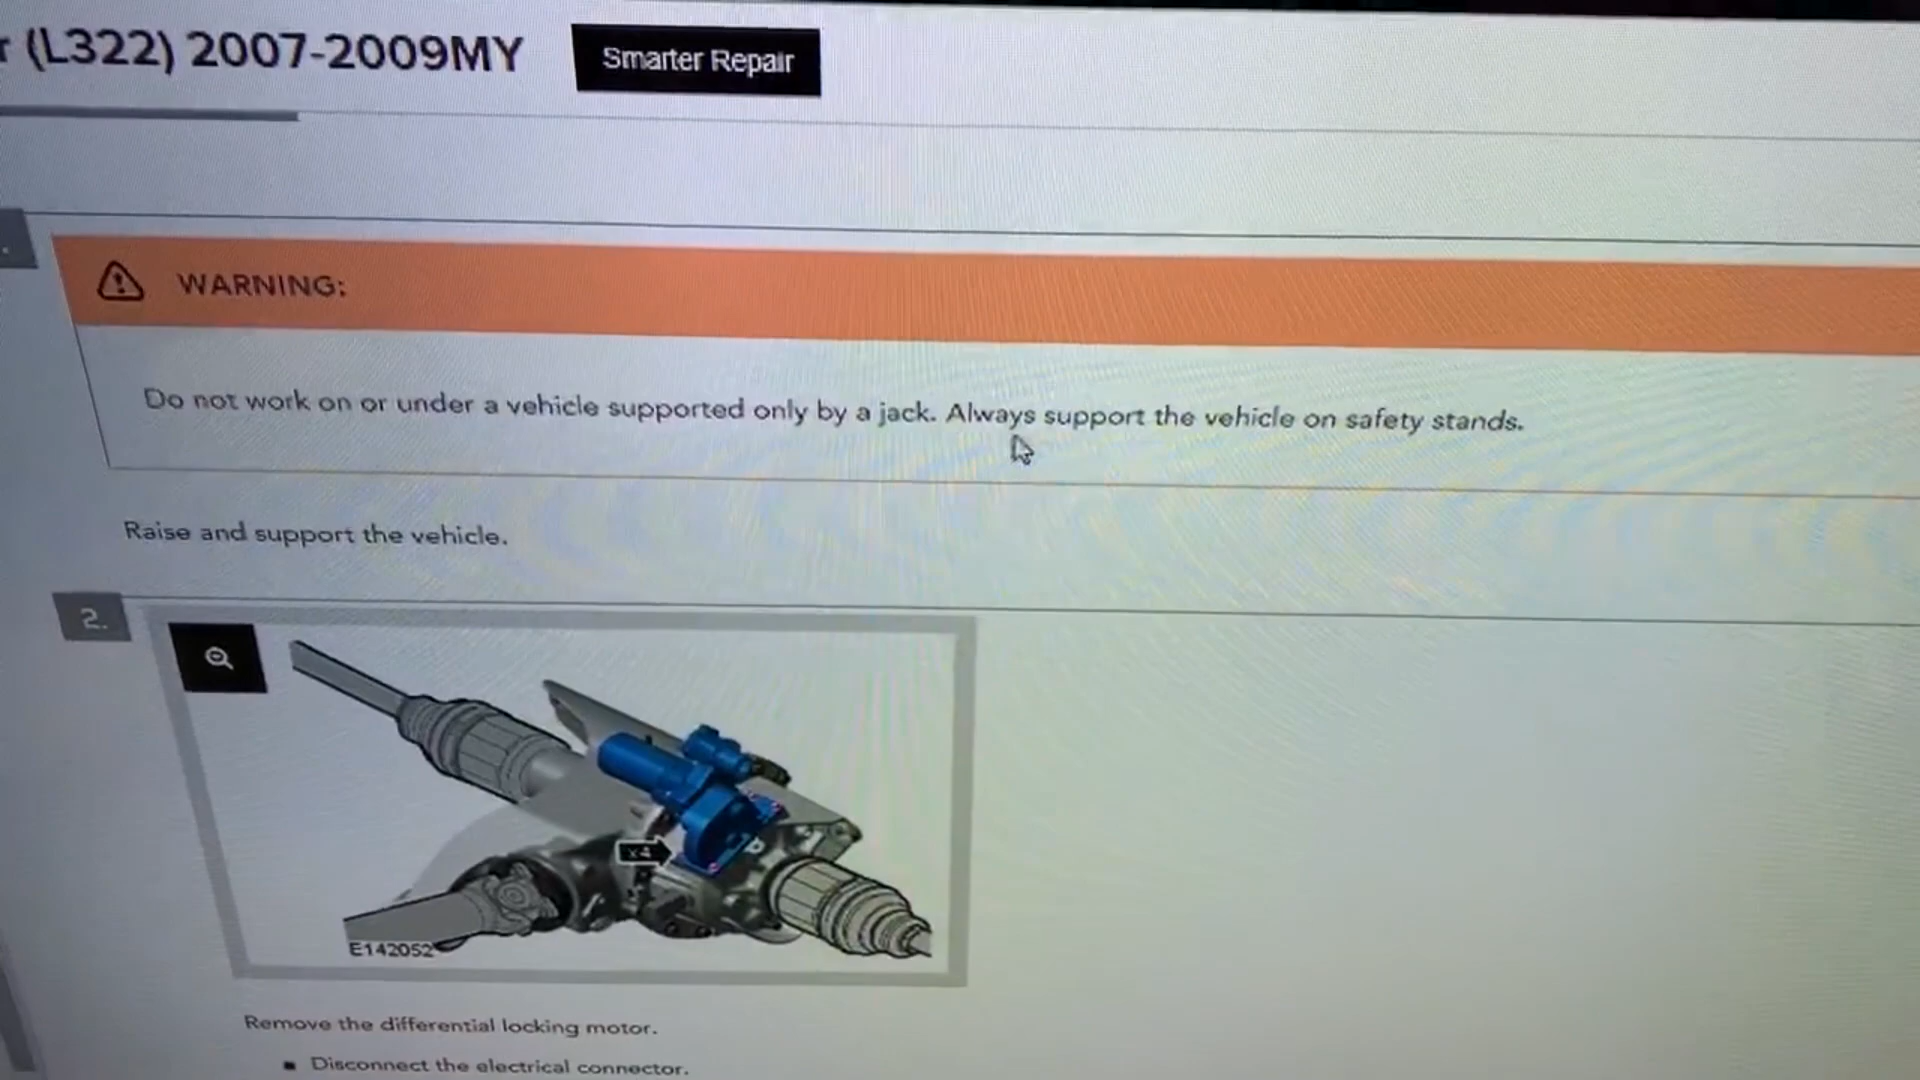 (L322) 2007-2009MY
Smarter Repair
WARNING:
Do not work on or under a vehicle supported only by a jack. Always support the vehicle on safety stands.
Raise and support the vehicle.
2.
x4
E142052
Remove the differential locking motor.
Disconnect the electrical connector.